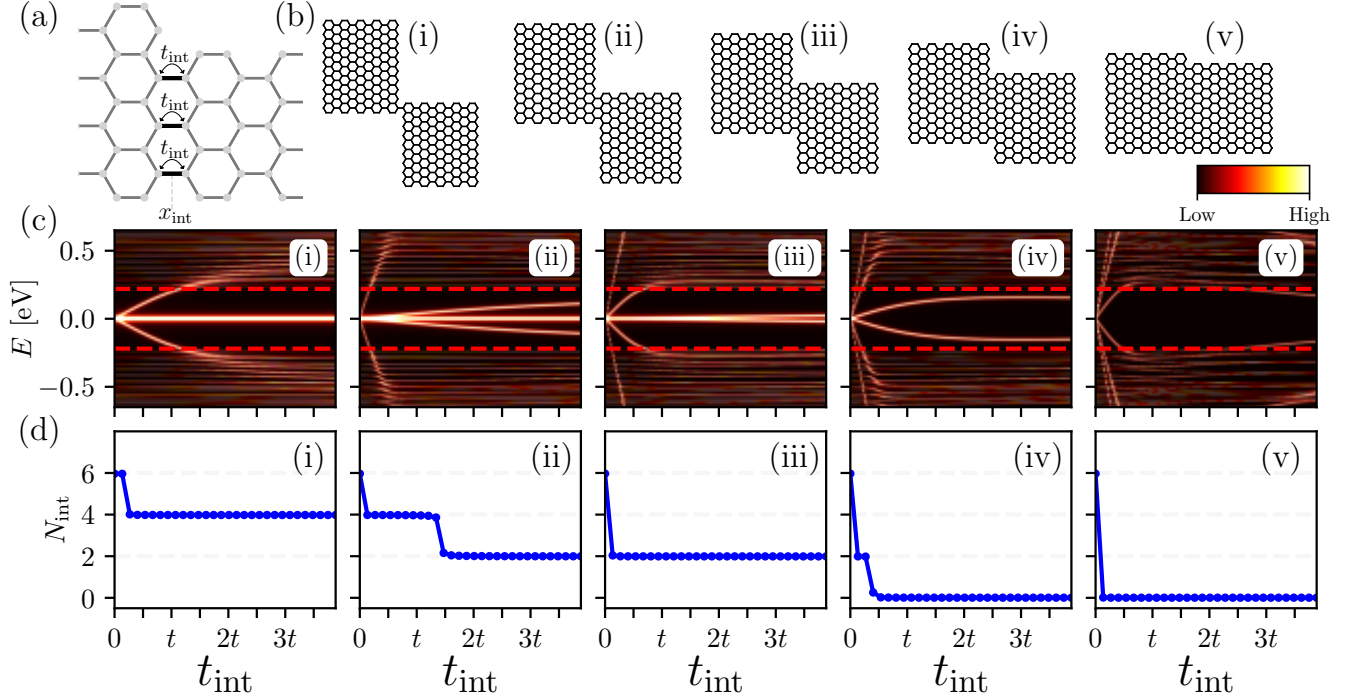 (a)
t_int
t_int
t_int
x_int
(b)
(i)
(ii)
(iii)
(iv)
(v)
Low High
(c)
E [eV]
0.5
0.0
−0.5
(i)
(ii)
(iii)
(iv)
(v)
(d)
N_int
6
4
2
0
(i)
(ii)
(iii)
(iv)
(v)
0 t 2t 3t
0 t 2t 3t
0 t 2t 3t
0 t 2t 3t
0 t 2t 3t
t_int
t_int
t_int
t_int
t_int